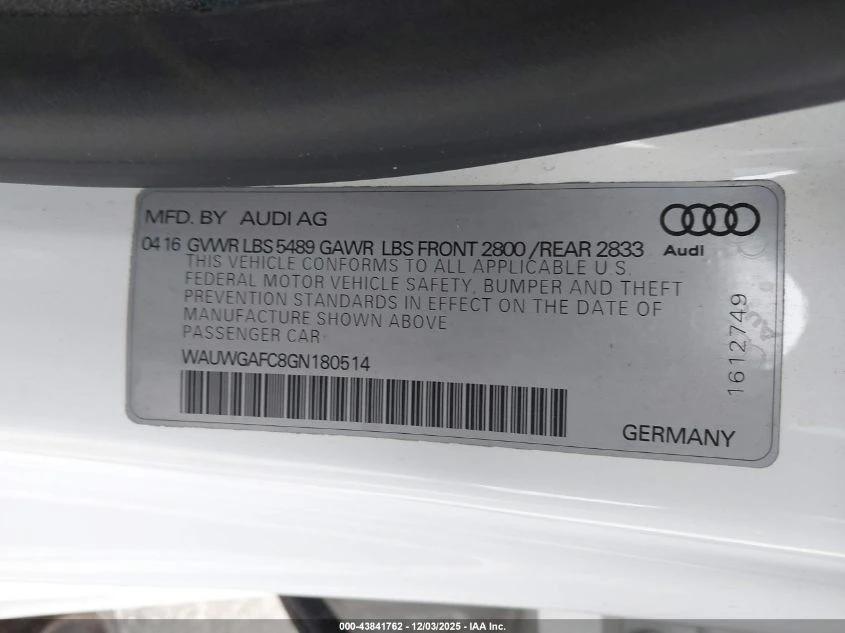 MFD. BY AUDI AG
Audi
04 16 GVWR LBS 5489 GAWR LBS FRONT 2800 /REAR 2833
THIS VEHICLE CONFORMS TO ALL APPLICABLE U.S.
FEDERAL MOTOR VEHICLE SAFETY, BUMPER AND THEFT
PREVENTION STANDARDS IN EFFECT ON THE DATE OF
MANUFACTURE SHOWN ABOVE
PASSENGER CAR
WAUWGAFC8GN180514
GERMANY
1612749
000-43841762 - 12/03/2025 - IAA Inc.